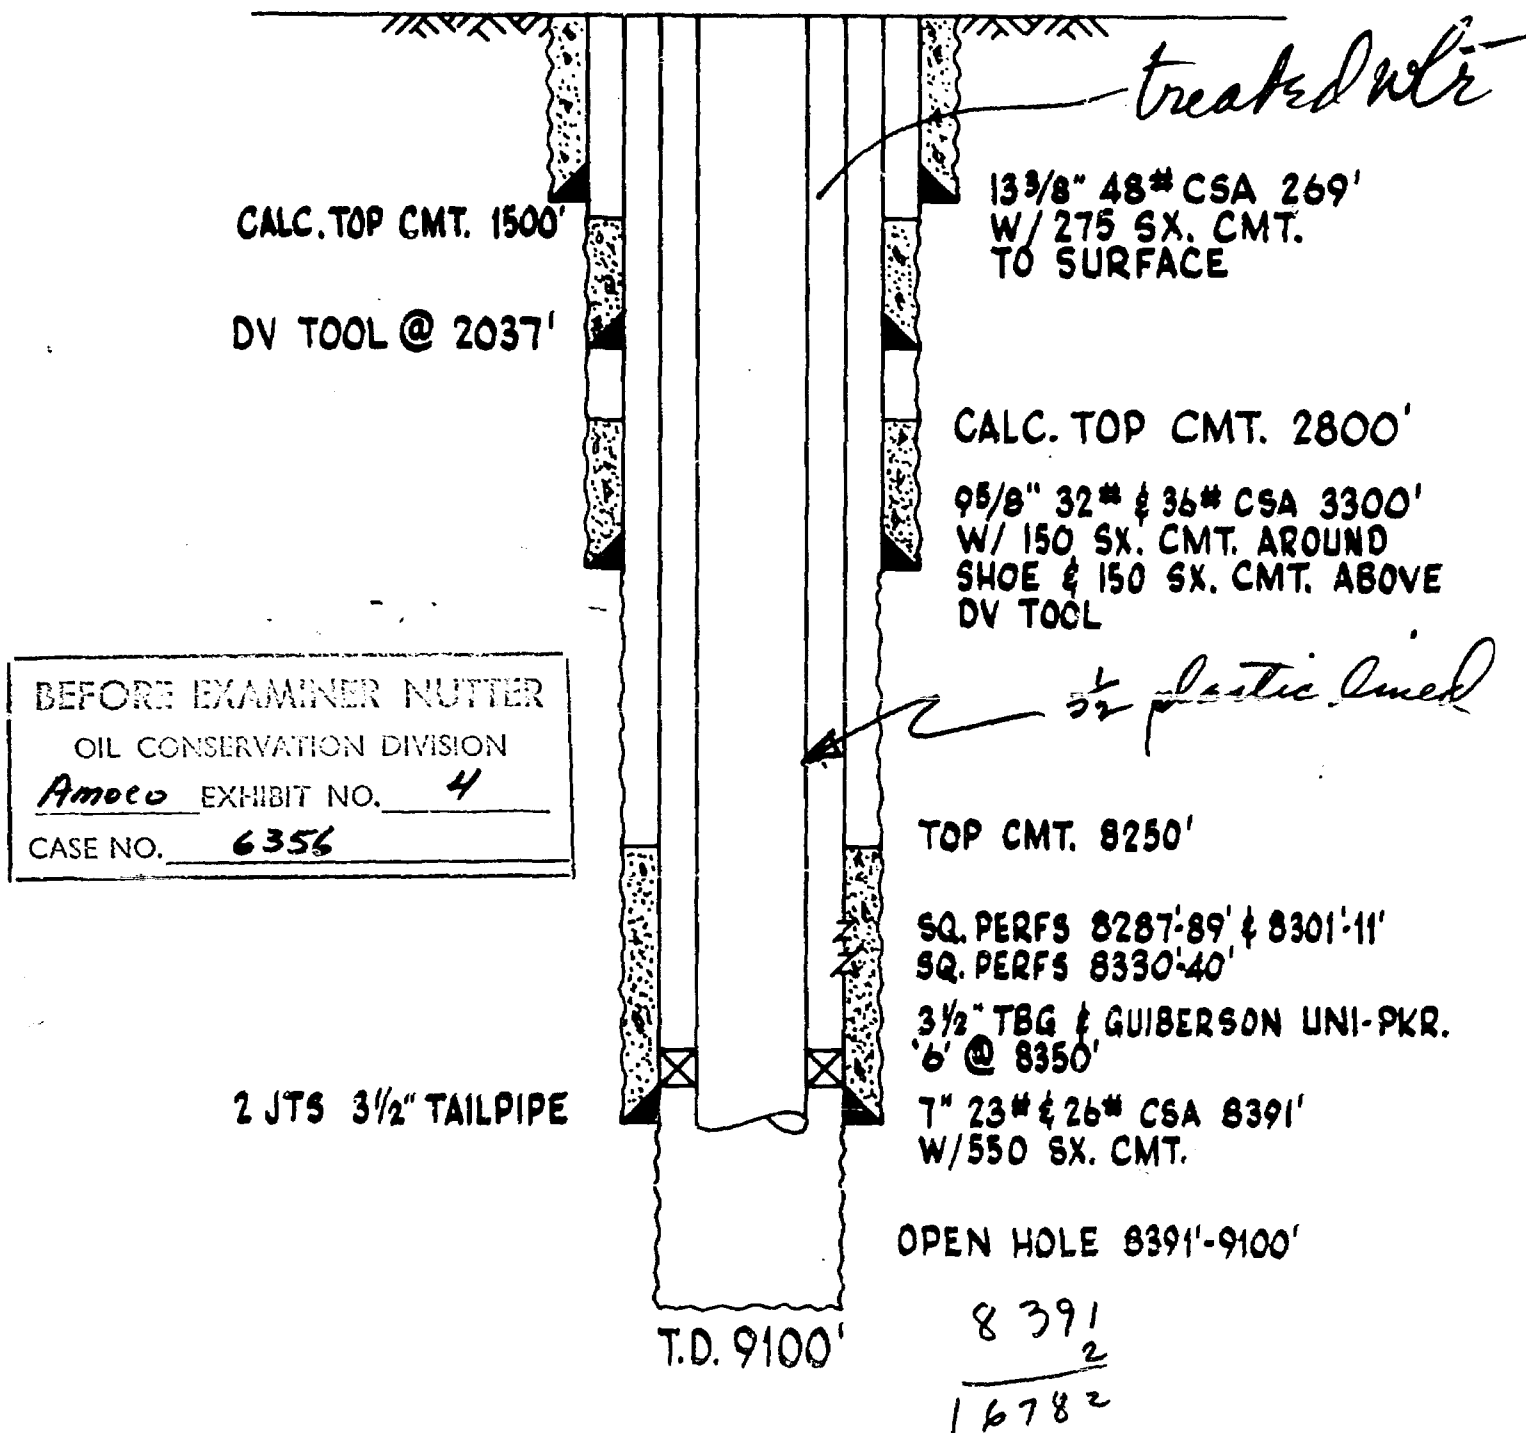 treated wtr
13 3/8" 48# CSA 269'
W/ 275 SX. CMT.
TO SURFACE
CALC. TOP CMT. 1500'
DV TOOL @ 2037'
CALC. TOP CMT. 2800'
9 5/8" 32# & 36# CSA 3300'
W/ 150 SX. CMT. AROUND
SHOE & 150 SX. CMT. ABOVE
DV TOOL
plastic lined
BEFORE EXAMINER NUTTER
OIL CONSERVATION DIVISION
Amoco EXHIBIT NO. 4
CASE NO. 6356
TOP CMT. 8250'
SQ. PERFS 8287'-89' & 8301'-11'
SQ. PERFS 8330'-40'
3 1/2" TBG & GUIBERSON UNI-PKR.
'6' @ 8350'
2 JTS 3 1/2" TAILPIPE
7" 23# & 26# CSA 8391'
W/550 SX. CMT.
OPEN HOLE 8391'-9100'
T.D. 9100'
8391
2
16782